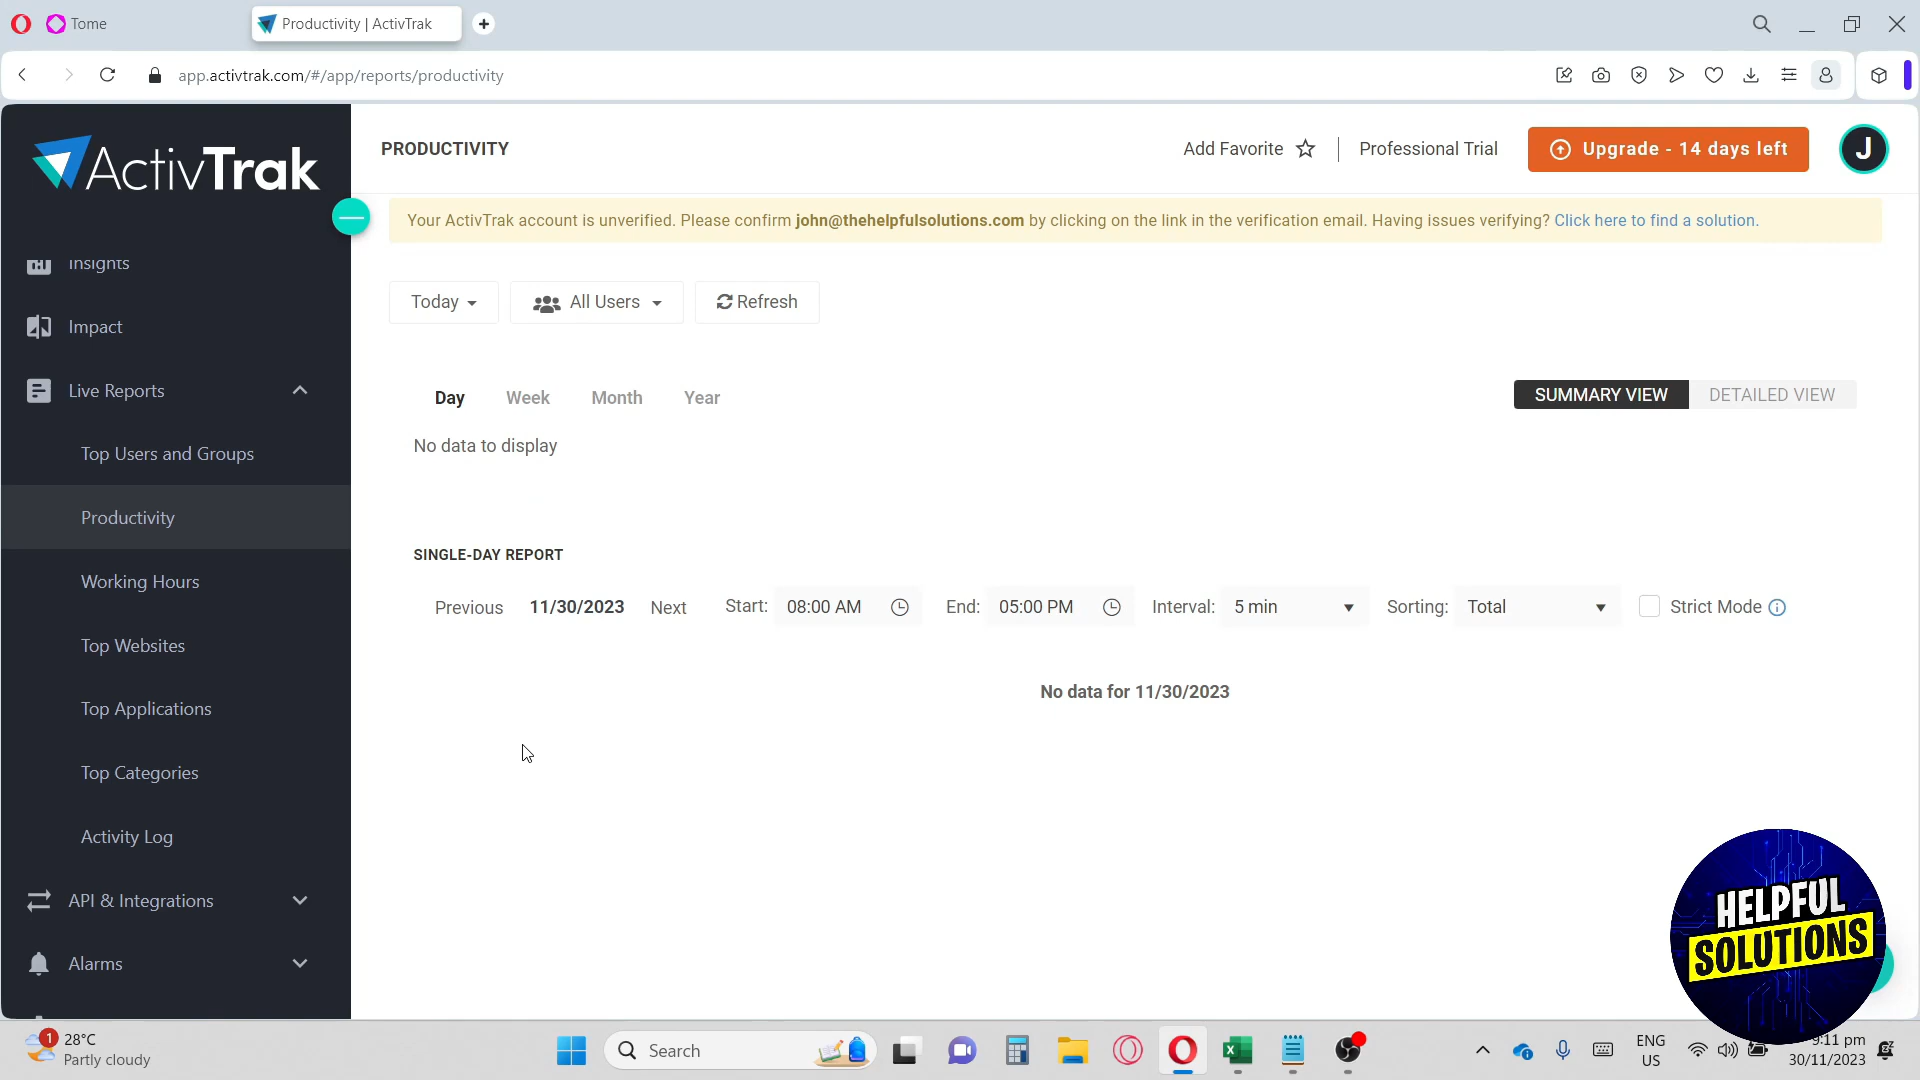 Tome
Productivity | ActivTrak
app.activtrak.com/#/app/reports/productivity
ActivTrak
PRODUCTIVITY
Add Favorite
Professional Trial
Upgrade - 14 days left
J
Your ActivTrak account is unverified. Please confirm john@thehelpfulsolutions.com by clicking on the link in the verification email. Having issues verifying? Click here to find a solution.
Insights
Impact
Live Reports
Top Users and Groups
Productivity
Working Hours
Top Websites
Top Applications
Top Categories
Activity Log
API & Integrations
Alarms
Today
All Users
Refresh
Day Week Month Year
SUMMARY VIEW DETAILED VIEW
No data to display
SINGLE-DAY REPORT
Previous 11/30/2023 Next Start: 08:00 AM End: 05:00 PM Interval: 5 min Sorting: Total Strict Mode
No data for 11/30/2023
HELPFUL
SOLUTIONS
1
28°C
Partly cloudy
Search
ENG
US
9:11 pm
30/11/2023